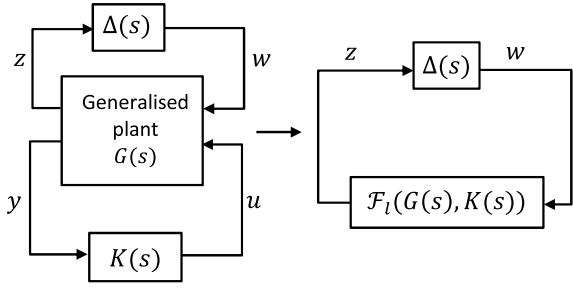 Δ(s)
z
w
Generalised
plant
G(s)
y
u
K(s)
z
Δ(s)
w
ℱ_l(G(s), K(s))